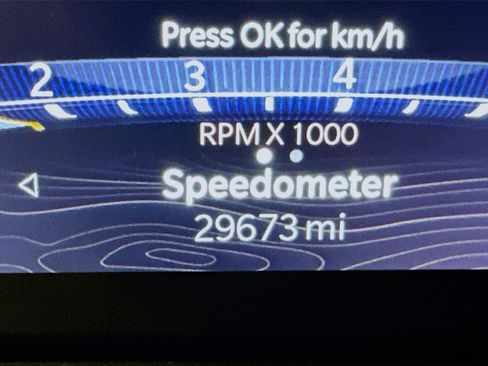 Press OK for km/h
2 3 4
RPM X 1000
Speedometer
29673 mi